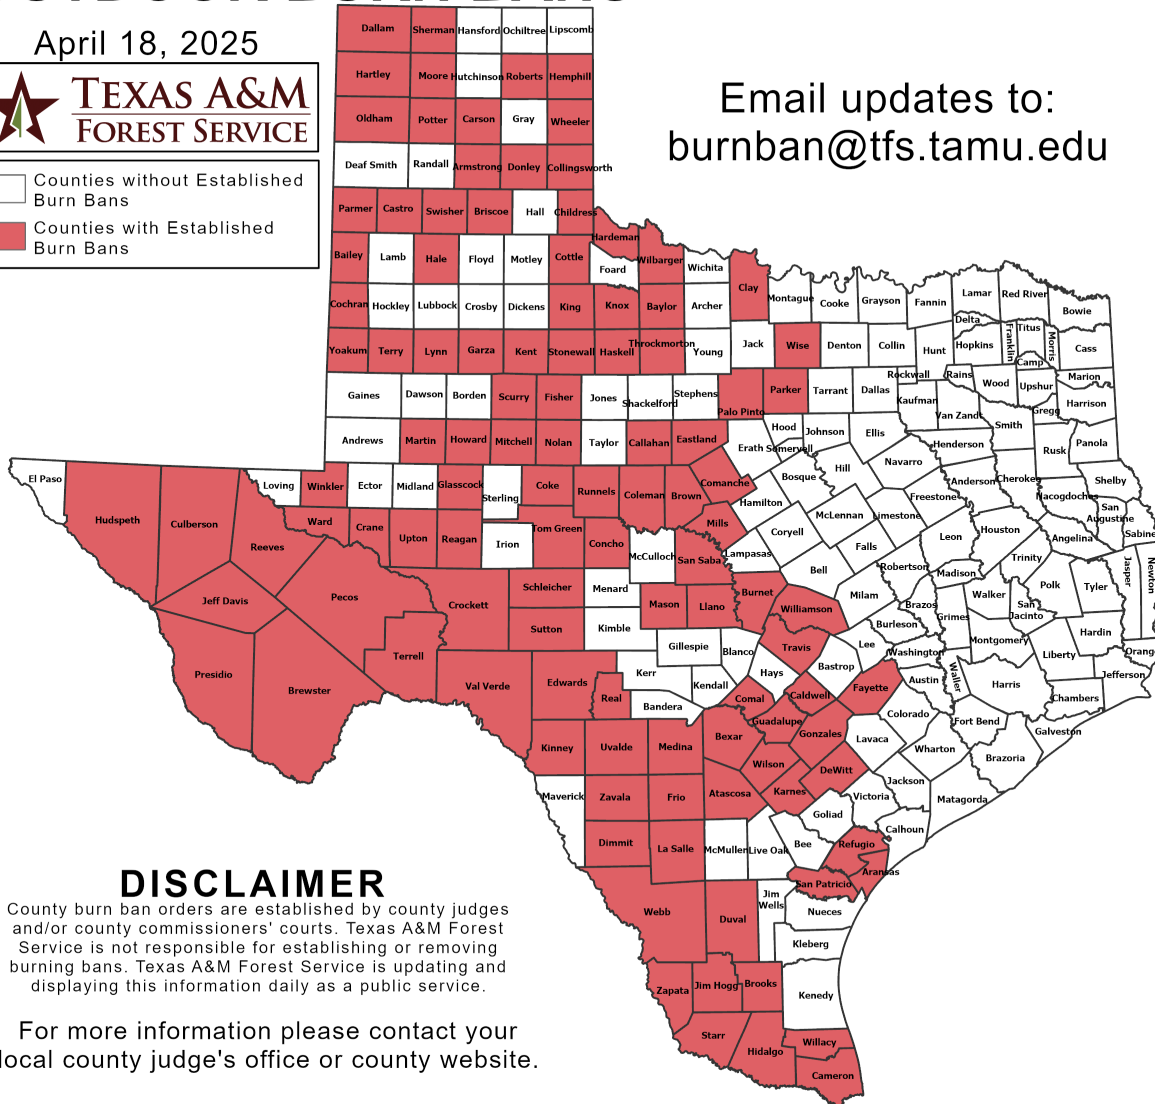 April 18, 2025
TEXAS A&M
FOREST SERVICE
Counties without Established
Burn Bans
Counties with Established
Burn Bans
Email updates to:
burnban@tfs.tamu.edu
Dallam Sherman Hansford Ochiltree Lipscomb
Hartley Moore Hutchinson Roberts Hemphill
Oldham Potter Carson Gray Wheeler
Deaf Smith Randall Armstrong Donley Collingsworth
Parmer Castro Swisher Briscoe Hall Childress
Hardeman
Bailey Lamb Hale Floyd Motley Cottle Foard Wilbarger Wichita
Clay
Cochran Hockley Lubbock Crosby Dickens King Knox Baylor Archer Montague Cooke Grayson Fannin Lamar Red River Bowie
Delta Titus Franklin Morris
Yoakum Terry Lynn Garza Kent Stonewall Haskell Throckmorton Young Jack Wise Denton Collin Hunt Hopkins Camp Cass
Rockwall Rains Wood Upshur Marion
Gaines Dawson Borden Scurry Fisher Jones Shackelford Stephens Palo Pinto Parker Tarrant Dallas Kaufman Van Zandt Gregg Harrison
Andrews Martin Howard Mitchell Nolan Taylor Callahan Eastland Erath Hood Somervell Johnson Ellis Henderson Smith Rusk Panola
El Paso Loving Winkler Ector Midland Glasscock Sterling Coke Runnels Coleman Brown Comanche Hamilton Bosque Hill Navarro Freestone Anderson Cherokee Nacogdoches Shelby
Hudspeth Culberson Reeves Ward Crane Upton Reagan Irion Tom Green Concho McCulloch San Saba Mills Lampasas Coryell McLennan Limestone Falls Leon Houston Angelina San
Augustine Sabine
Jeff Davis Pecos Crockett Schleicher Menard Mason Llano Burnet Bell Williamson Milam Robertson Brazos Madison Grimes Walker Trinity San
Jacinto Polk Tyler Jasper Newton
Presidio Brewster Terrell Val Verde Sutton Kimble Gillespie Blanco Travis Hays Bastrop Lee Burleson Washington Montgomery Liberty Hardin Orange
Edwards Real Kerr Kendall Bandera Comal Caldwell Fayette Austin Waller Harris Chambers Jefferson
Kinney Uvalde Medina Bexar Guadalupe Gonzales Lavaca Colorado Wharton Fort Bend Brazoria Galveston
Maverick Zavala Frio Atascosa Wilson Karnes DeWitt Victoria Jackson Matagorda
Dimmit La Salle McMullen Live Oak Bee Goliad Refugio Calhoun Aransas
Webb Duval Jim
Wells San Patricio Nueces Kleberg
Zapata Jim Hogg Brooks Kenedy
Starr Hidalgo Willacy Cameron
DISCLAIMER
County burn ban orders are established by county judges
and/or county commissioners' courts. Texas A&M Forest
Service is not responsible for establishing or removing
burning bans. Texas A&M Forest Service is updating and
displaying this information daily as a public service.
For more information please contact your
local county judge's office or county website.